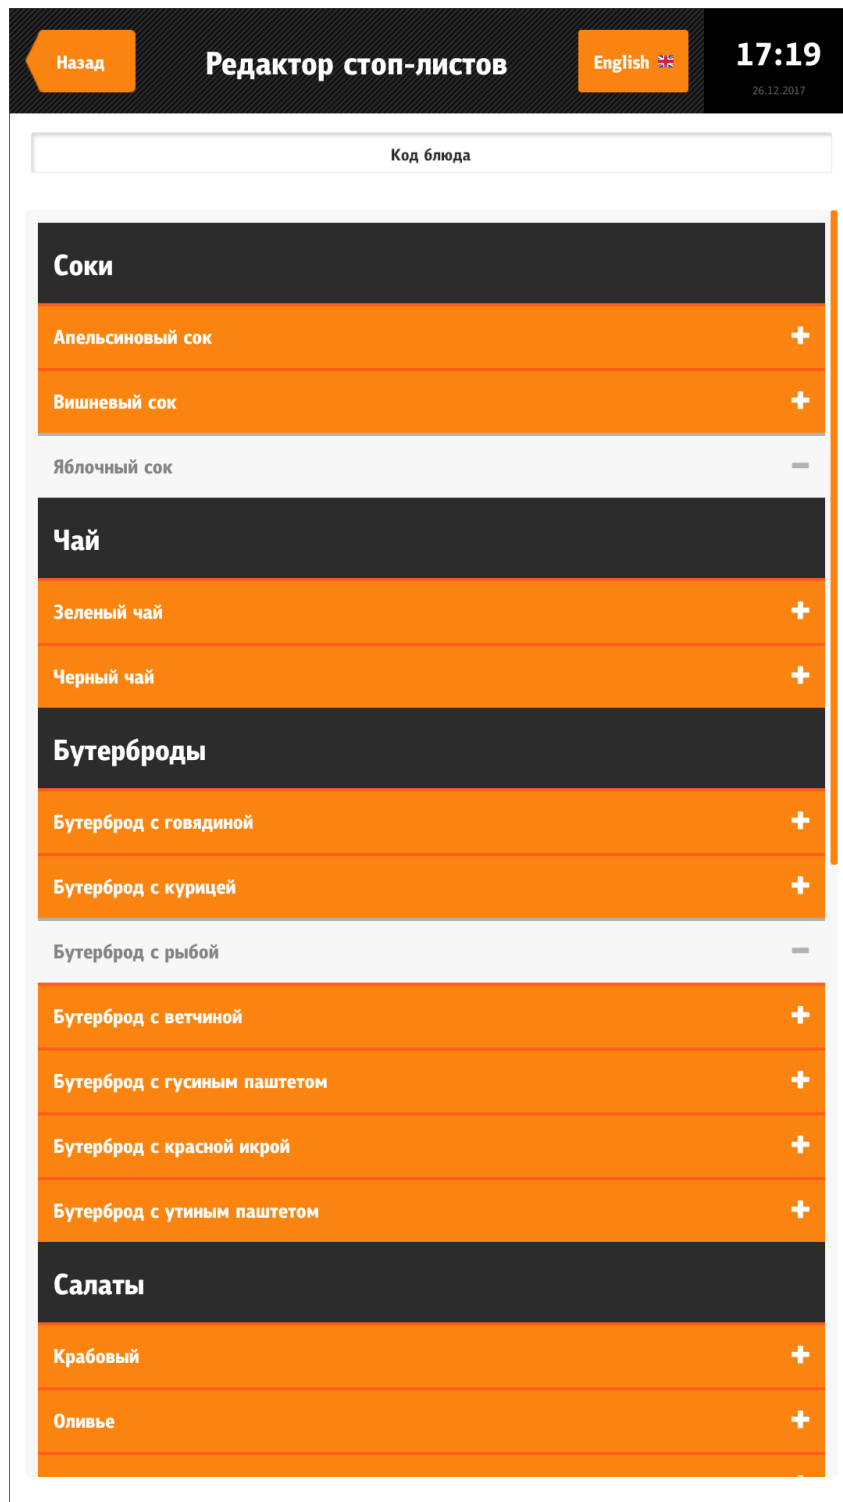 Назад
Редактор стоп-листов
English
17:19
26.12.2017
Код блюда
Соки
Апельсиновый сок
Вишневый сок
Яблочный сок
Чай
Зеленый чай
Черный чай
Бутерброды
Бутерброд с говядиной
Бутерброд с курицей
Бутерброд с рыбой
Бутерброд с ветчиной
Бутерброд с гусиным паштетом
Бутерброд с красной икрой
Бутерброд с утиным паштетом
Салаты
Крабовый
Оливье